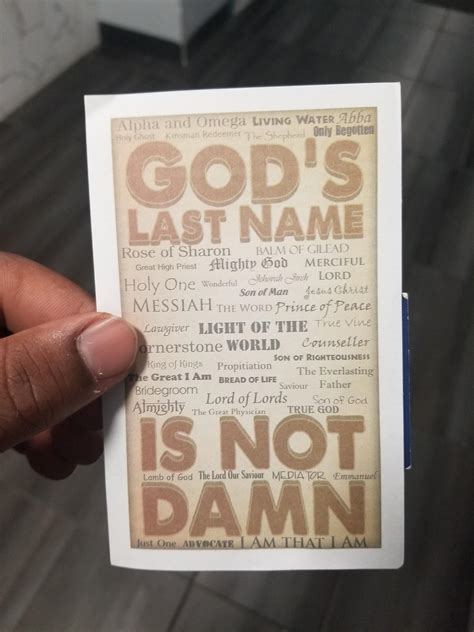 Alpha and Omega LIVING WATER Abba
Holy Ghost Kinsman Redeemer The Shepherd Only Begotten
GOD'S
LAST NAME
Rose of Sharon BALM OF GILEAD
Great High Priest Mighty God MERCIFUL
Holy One Wonderful Jehovah Jireh LORD
Son of Man Jesus Christ
MESSIAH THE WORD Prince of Peace
Lawgiver LIGHT OF THE True Vine
ornerstone WORLD Counseller
King of Kings SON OF RIGHTEOUSNESS
The Great I Am Propitiation The Everlasting
BREAD OF LIFE Saviour Father
Bridegroom Lord of Lords Son of God
Almighty The Great Physician TRUE GOD
IS NOT
Lamb of God The Lord Our Saviour MEDIATOR Emmanuel
DAMN
Just One ADVOCATE I AM THAT I AM